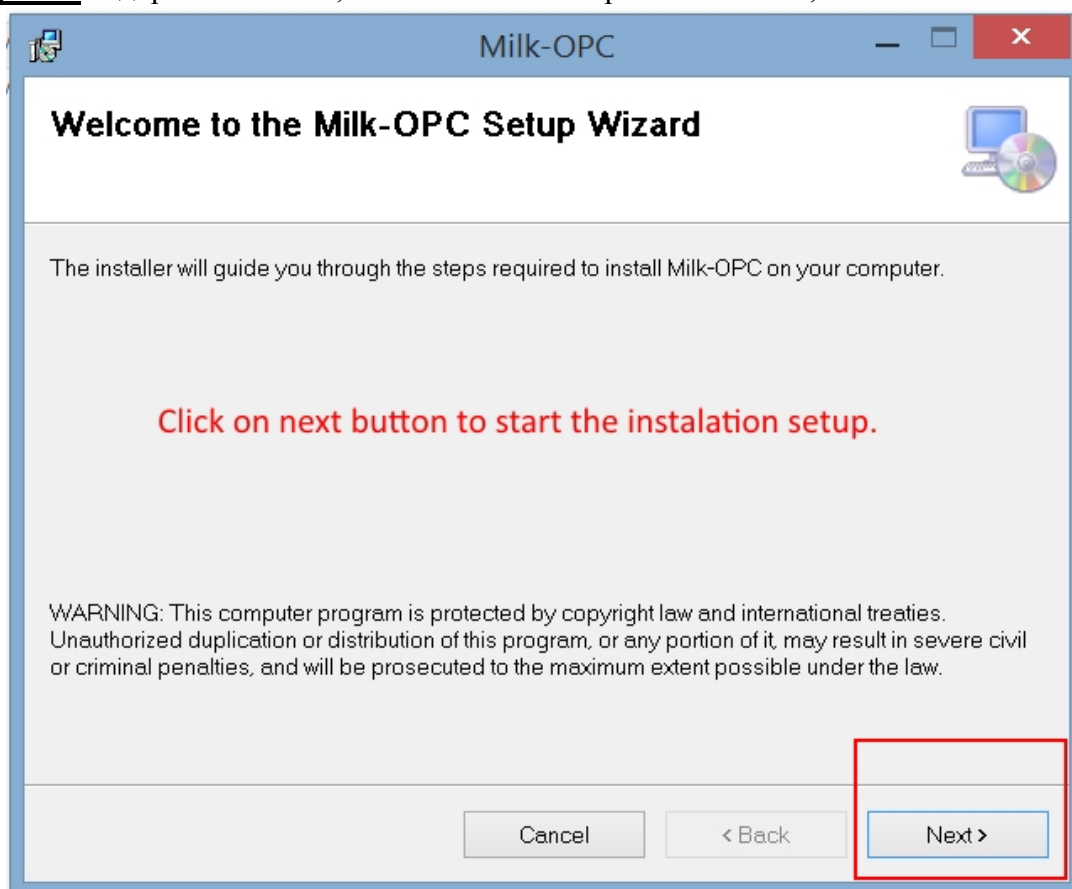 Milk-OPC
Welcome to the Milk-OPC Setup Wizard
The installer will guide you through the steps required to install Milk-OPC on your computer.
Click on next button to start the instalation setup.
WARNING: This computer program is protected by copyright law and international treaties.
Unauthorized duplication or distribution of this program, or any portion of it, may result in severe civil
or criminal penalties, and will be prosecuted to the maximum extent possible under the law.
Cancel
< Back
Next >